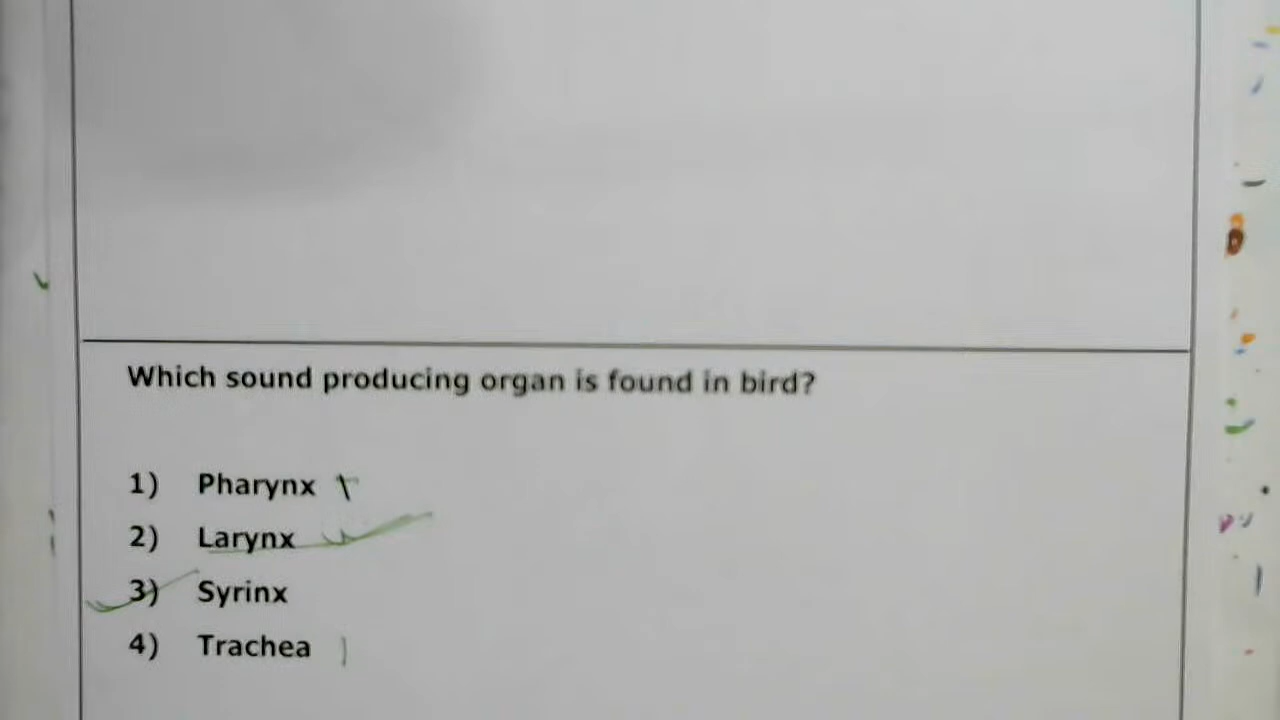 Which sound producing organ is found in bird?
1) Pharynx
2) Larynx
3) Syrinx
4) Trachea